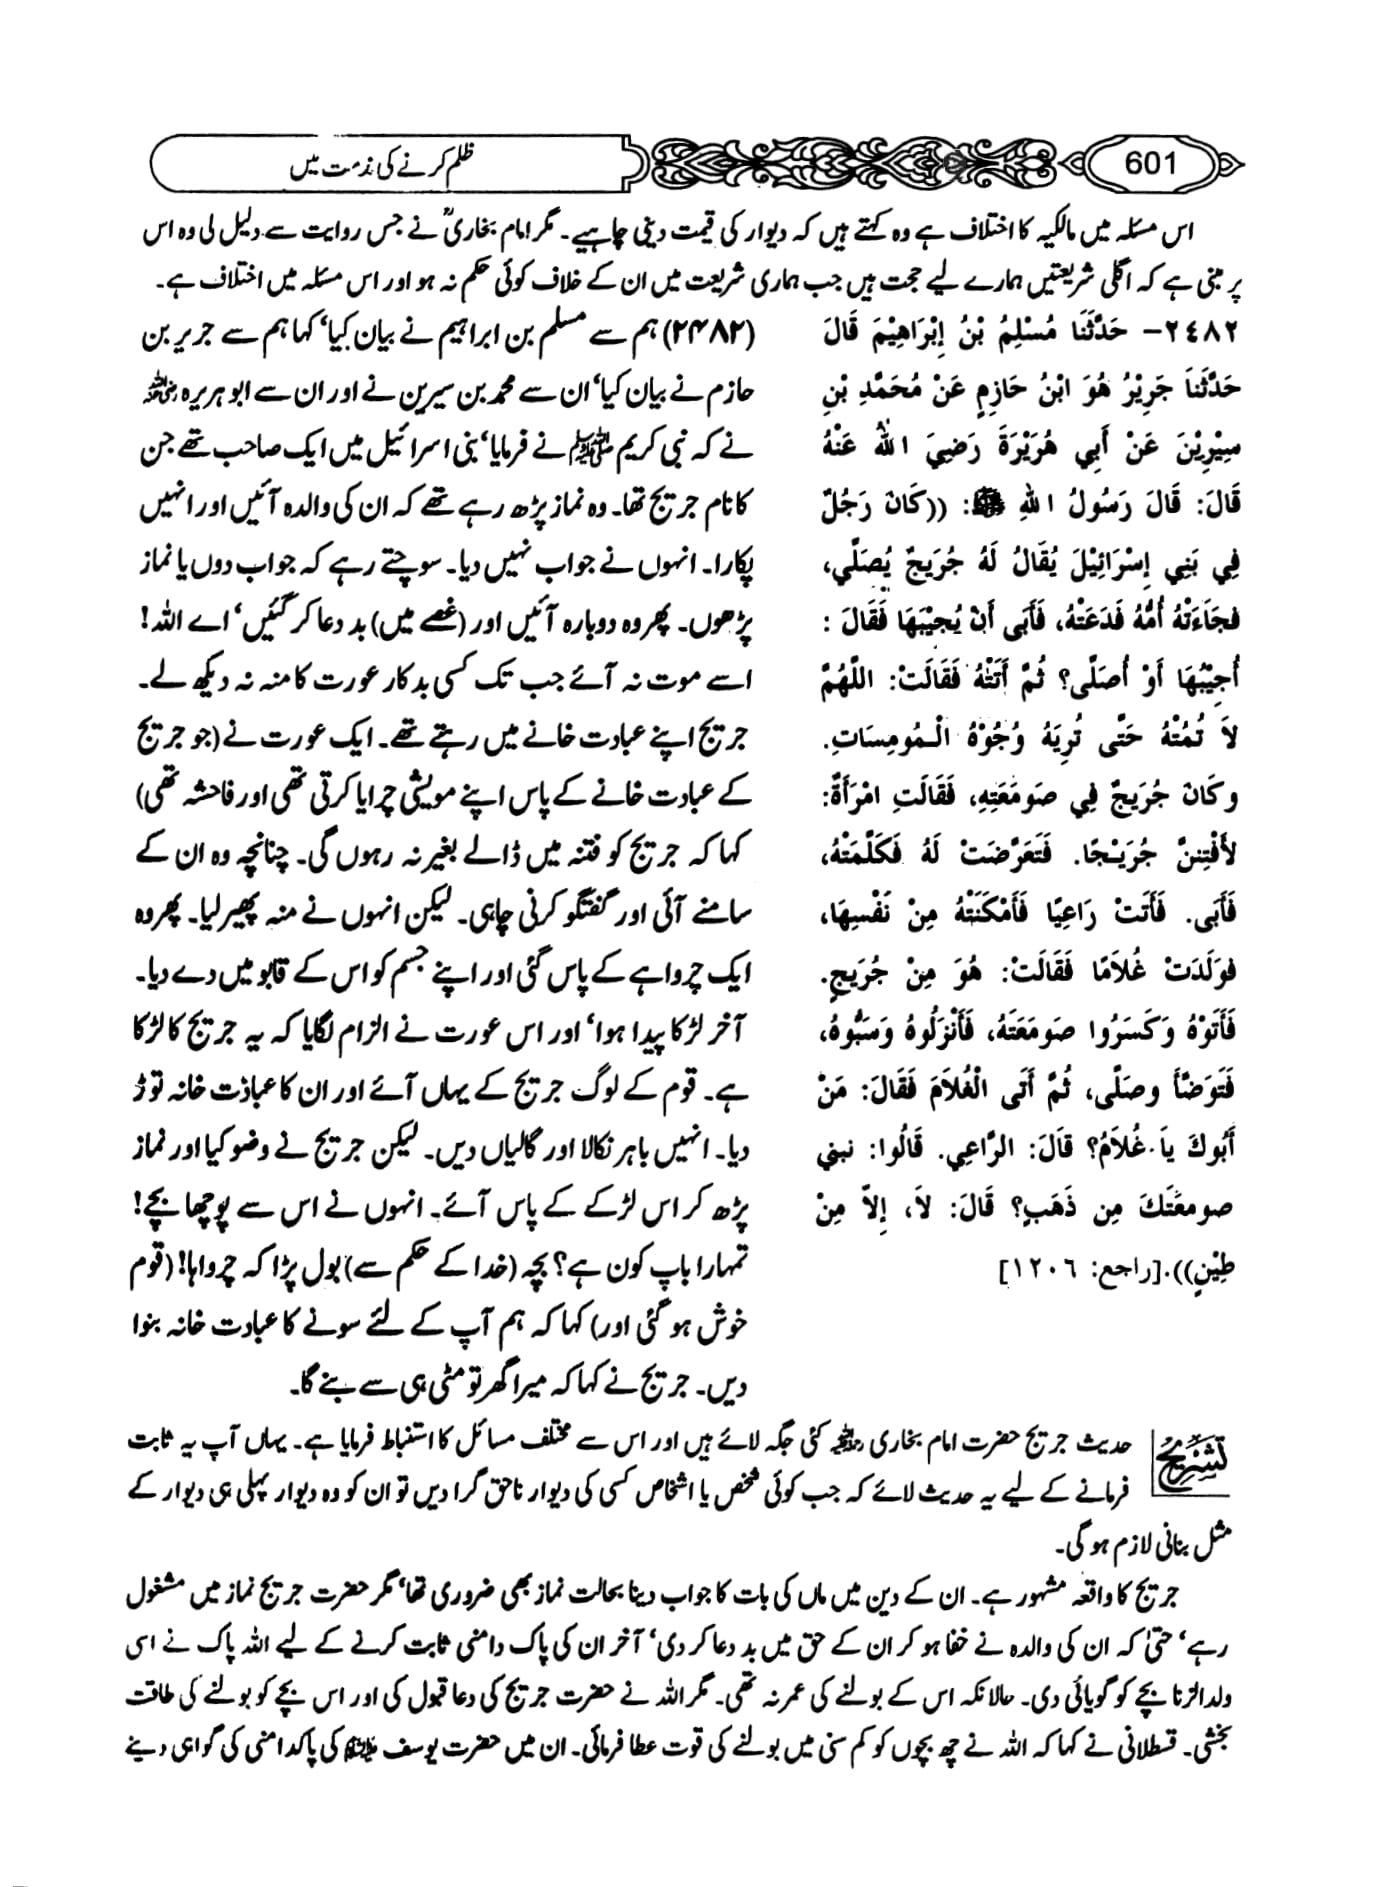 601
ظلم کرنے کی مذمت میں
اس مسئلہ میں مالکیہ کا اختلاف ہے وہ کہتے ہیں کہ دیوار کی قیمت دینی چاہیے۔ مگر امام بخاریؒ نے جس روایت سے دلیل لی وہ اس
پر مبنی ہے کہ اگلی شریعتیں ہمارے لیے حجت ہیں جب ہماری شریعت میں ان کے خلاف کوئی حکم نہ ہو اور اس مسئلہ میں اختلاف ہے۔
٢٤٨٢– حَدَّثَنَا مُسْلِمُ بْنُ إِبْرَاهِيْمَ قَالَ
حَدَّثَنَا جَرِيْرُ هُوَ ابْنُ حَازِمٍ عَنْ مُحَمَّدِ بْنِ
سِيْرِيْنَ عَنْ أَبِي هُرَيْرَةَ رَضِيَ اللهُ عَنْهُ
قَالَ: قَالَ رَسُولُ اللهِ ﷺ: ((كَانَ رَجُلٌ
فِي بَنِي إِسْرَائِيْلَ يُقَالُ لَهُ جُرَيجٌ يُصَلِّي،
فجَاءَتْهُ أُمُّهُ فَدَعَتْهُ، فَأَبَى أَنْ يُجِيْبَهَا فَقَالَ :
أُجِيْبُهَا أَوْ أُصَلِّي؟ ثُمَّ أَتَتْهُ فَقَالَتْ: اللَّهُمَّ
لاَ تُمْتْهُ حَتَّى تُرِيَهُ وُجُوْهُ الْـمُومِسَاتِ.
وكَانَ جُرَيجٌ فِي صَومَعَتِهِ، فَقَالَتِ امْرَأَةٌ:
لأَفْتِنَنَّ جُرَيْـجًا. فَتَعَرَّضَتْ لَهُ فَكَلَّمَتْهُ،
فَأَبَى. فَأَتَتْ رَاعِيًا فَأَمْكَنَتْهُ مِنْ نَفْسِهَا،
فوَلَدَتْ غُلاَمًا فَقَالَتْ: هُوَ مِنْ جُرَيجٍ.
فَأَتَوْهُ وَكَسَرُوا صَومَعَتَهُ، فَأَنْزَلُوهُ وَسَبُّوهُ،
فَتَوَضَّأَ وصَلَّى، ثُمَّ أَتَى الْغُلاَمَ فَقَالَ: مَنْ
أَبُوكَ يَا غُلاَمُ؟ قَالَ: الرَّاعِي. قَالُوا: نبني
صومعَتَكَ مِن ذَهَبٍ؟ قَالَ: لاَ، إِلاَّ مِنْ
طِيْنٍ)).[راجع: ١٢٠٦]
(۲۴۸۲) ہم سے مسلم بن ابراہیم نے بیان کیا‘ کہا ہم سے جریر بن
حازم نے بیان کیا‘ ان سے محمد بن سیرین نے اور ان سے ابو ہریرہ رضی اللہ عنہ
نے کہ نبی کریم ﷺ نے فرمایا‘ بنی اسرائیل میں ایک صاحب تھے جن
کا نام جریج تھا۔ وہ نماز پڑھ رہے تھے کہ ان کی والدہ آئیں اور انہیں
پکارا۔ انہوں نے جواب نہیں دیا۔ سوچتے رہے کہ جواب دوں یا نماز
پڑھوں۔ پھر وہ دوبارہ آئیں اور (غصے میں) بد دعا کر گئیں‘ اے اللہ!
اسے موت نہ آئے جب تک کسی بدکار عورت کا منہ نہ دیکھ لے۔
جریج اپنے عبادت خانے میں رہتے تھے۔ ایک عورت نے (جو جریج
کے عبادت خانے کے پاس اپنے مویشی چرایا کرتی تھی اور فاحشہ تھی)
کہا کہ جریج کو فتنہ میں ڈالے بغیر نہ رہوں گی۔ چنانچہ وہ ان کے
سامنے آئی اور گفتگو کرنی چاہی۔ لیکن انہوں نے منہ پھیر لیا۔ پھر وہ
ایک چرواہے کے پاس گئی اور اپنے جسم کو اس کے قابو میں دے دیا۔
آخر لڑکا پیدا ہوا‘ اور اس عورت نے الزام لگایا کہ یہ جریج کا لڑکا
ہے۔ قوم کے لوگ جریج کے یہاں آئے اور ان کا عبادت خانہ توڑ
دیا۔ انہیں باہر نکالا اور گالیاں دیں۔ لیکن جریج نے وضو کیا اور نماز
پڑھ کر اس لڑکے کے پاس آئے۔ انہوں نے اس سے پوچھا بچے!
تمہارا باپ کون ہے؟ بچہ (خدا کے حکم سے) بول پڑا کہ چرواہا! (قوم
خوش ہو گئی اور) کہا کہ ہم آپ کے لئے سونے کا عبادت خانہ بنوا
دیں۔ جریج نے کہا کہ میرا گھر تو مٹی ہی سے بنے گا۔
تشریح
حدیث جریج حضرت امام بخاری رحمۃ اللہ علیہ کئی جگہ لائے ہیں اور اس سے مختلف مسائل کا استنباط فرمایا ہے۔ یہاں آپ یہ ثابت
فرمانے کے لیے یہ حدیث لائے کہ جب کوئی شخص یا اشخاص کسی کی دیوار ناحق گرا دیں تو ان کو وہ دیوار پہلی ہی دیوار کے
مثل بنانی لازم ہو گی۔
جریج کا واقعہ مشہور ہے۔ ان کے دین میں ماں کی بات کا جواب دینا بحالت نماز بھی ضروری تھا‘ مگر حضرت جریج نماز میں مشغول
رہے‘ حتیٰ کہ ان کی والدہ نے خفا ہو کر ان کے حق میں بد دعا کر دی‘ آخر ان کی پاک دامنی ثابت کرنے کے لیے اللہ پاک نے اسی
ولدالزنا بچے کو گویائی دی۔ حالانکہ اس کے بولنے کی عمر نہ تھی۔ مگر اللہ نے حضرت جریج کی دعا قبول کی اور اس بچے کو بولنے کی طاقت
بخشی۔ قسطلانی نے کہا کہ اللہ نے چھ بچوں کو کم سنی میں بولنے کی قوت عطا فرمائی۔ ان میں حضرت یوسف علیہ السلام کی پاکدامنی کی گواہی دینے